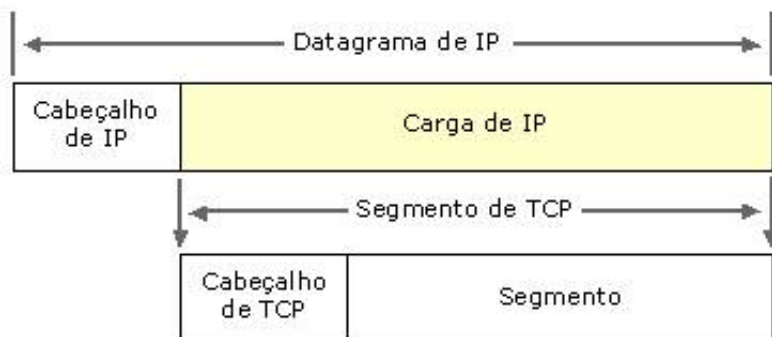 Datagrama de IP
Cabeçalho
de IP
Carga de IP
Segmento de TCP
Cabeçalho
de TCP
Segmento